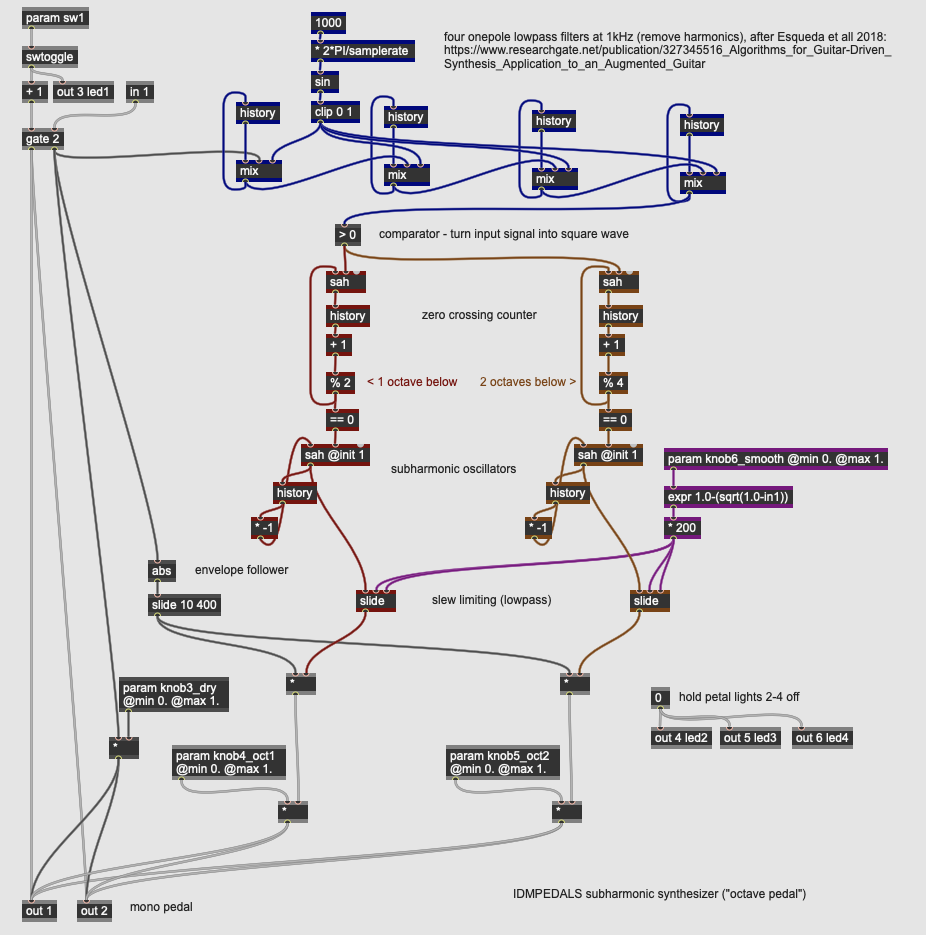 param sw1
1000
four onepole lowpass filters at 1kHz (remove harmonics), after Esqueda et all 2018:
https://www.researchgate.net/publication/327345516_Algorithms_for_Guitar-Driven_
Synthesis_Application_to_an_Augmented_Guitar
swtoggle
* 2*PI/samplerate
sin
+ 1
out 3 led1
in 1
clip 0 1
history
history
history
history
gate 2
mix
mix
mix
mix
> 0
comparator - turn input signal into square wave
sah
sah
history
zero crossing counter
history
+ 1
+ 1
% 2
< 1 octave below
2 octaves below >
% 4
== 0
== 0
sah @init 1
sah @init 1
param knob6_smooth @min 0. @max 1.
subharmonic oscillators
history
history
expr 1.0-(sqrt(1.0-in1))
* -1
* -1
* 200
abs
envelope follower
slide 10 400
slide
slew limiting (lowpass)
slide
*
*
param knob3_dry
@min 0. @max 1.
0
hold petal lights 2-4 off
*
out 4 led2
out 5 led3
out 6 led4
param knob4_oct1
@min 0. @max 1.
param knob5_oct2
@min 0. @max 1.
*
*
IDMPEDALS subharmonic synthesizer ("octave pedal")
out 1
out 2
mono pedal